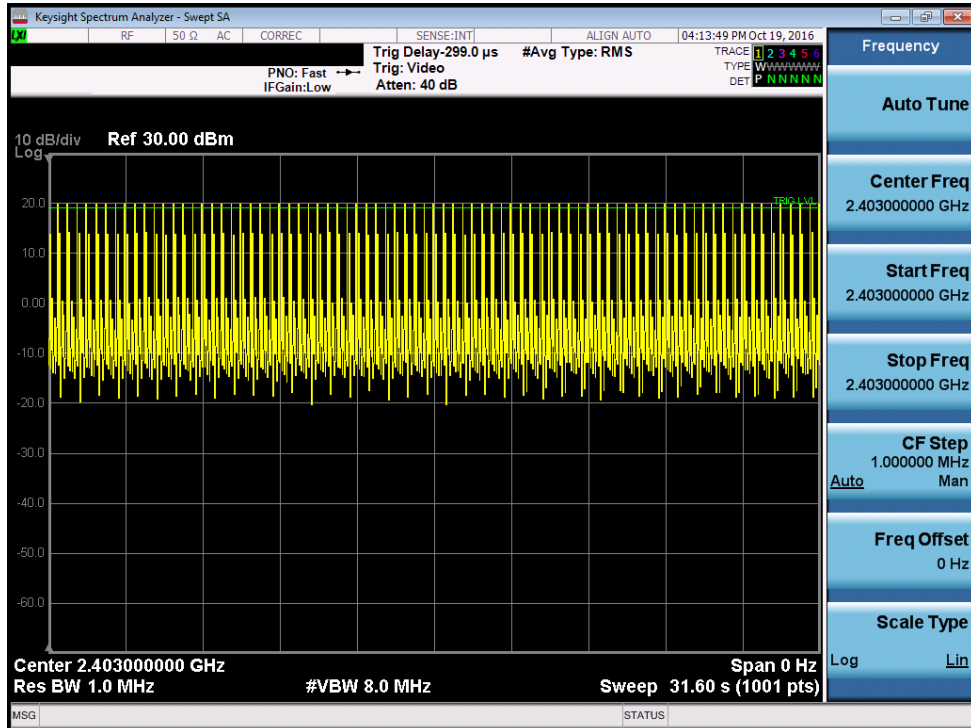 Keysight Spectrum Analyzer - Swept SA
LXI RF 50 Ω AC CORREC SENSE:INT ALIGN AUTO 04:13:49 PM Oct 19, 2016
Trig Delay-299.0 µs #Avg Type: RMS TRACE 1 2 3 4 5 6
PNO: Fast Trig: Video TYPE WWWWWW
IFGain:Low Atten: 40 dB DET P N N N N N
Frequency
Auto Tune
Center Freq
2.403000000 GHz
Start Freq
2.403000000 GHz
Stop Freq
2.403000000 GHz
CF Step
1.000000 MHz
Auto Man
Freq Offset
0 Hz
Scale Type
Log Lin
10 dB/div Ref 30.00 dBm
Log
TRIG LVL
20.0
10.0
0.00
-10.0
-20.0
-30.0
-40.0
-50.0
-60.0
Center 2.403000000 GHz Span 0 Hz
Res BW 1.0 MHz #VBW 8.0 MHz Sweep 31.60 s (1001 pts)
MSG STATUS